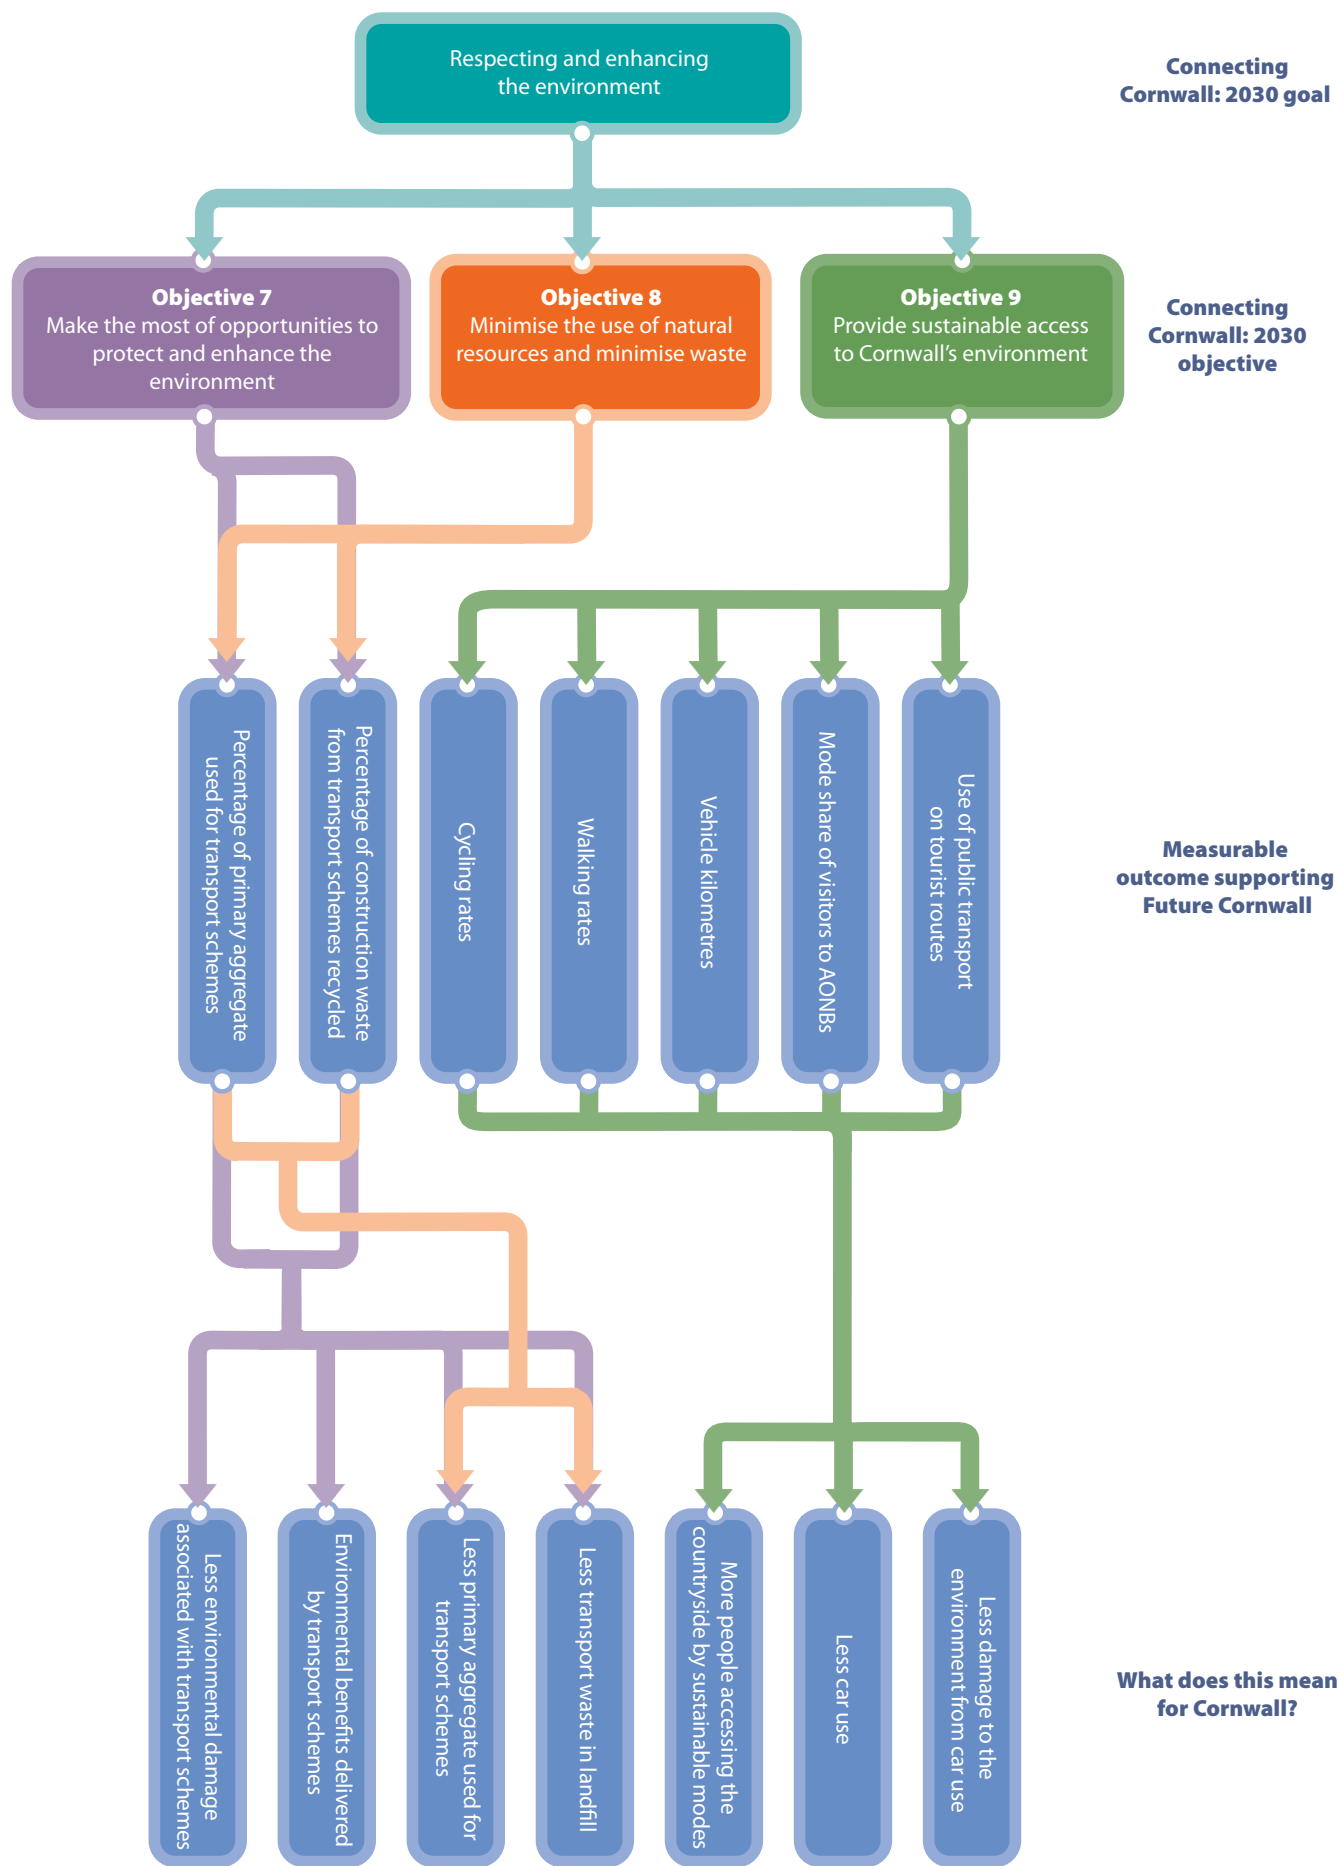 Respecting and enhancing
the environment
Connecting
Cornwall: 2030 goal
Objective 7
Make the most of opportunities to
protect and enhance the
environment
Objective 8
Minimise the use of natural
resources and minimise waste
Objective 9
Provide sustainable access
to Cornwall's environment
Connecting
Cornwall: 2030
objective
Percentage of primary aggregate
used for transport schemes
Percentage of construction waste
from transport schemes recycled
Cycling rates
Walking rates
Vehicle kilometres
Mode share of visitors to AONBs
Use of public transport
on tourist routes
Measurable
outcome supporting
Future Cornwall
Less environmental damage
associated with transport schemes
Environmental benefits delivered
by transport schemes
Less primary aggregate used for
transport schemes
Less transport waste in landfill
More people accessing the
countryside by sustainable modes
Less car use
Less damage to the
environment from car use
What does this mean
for Cornwall?